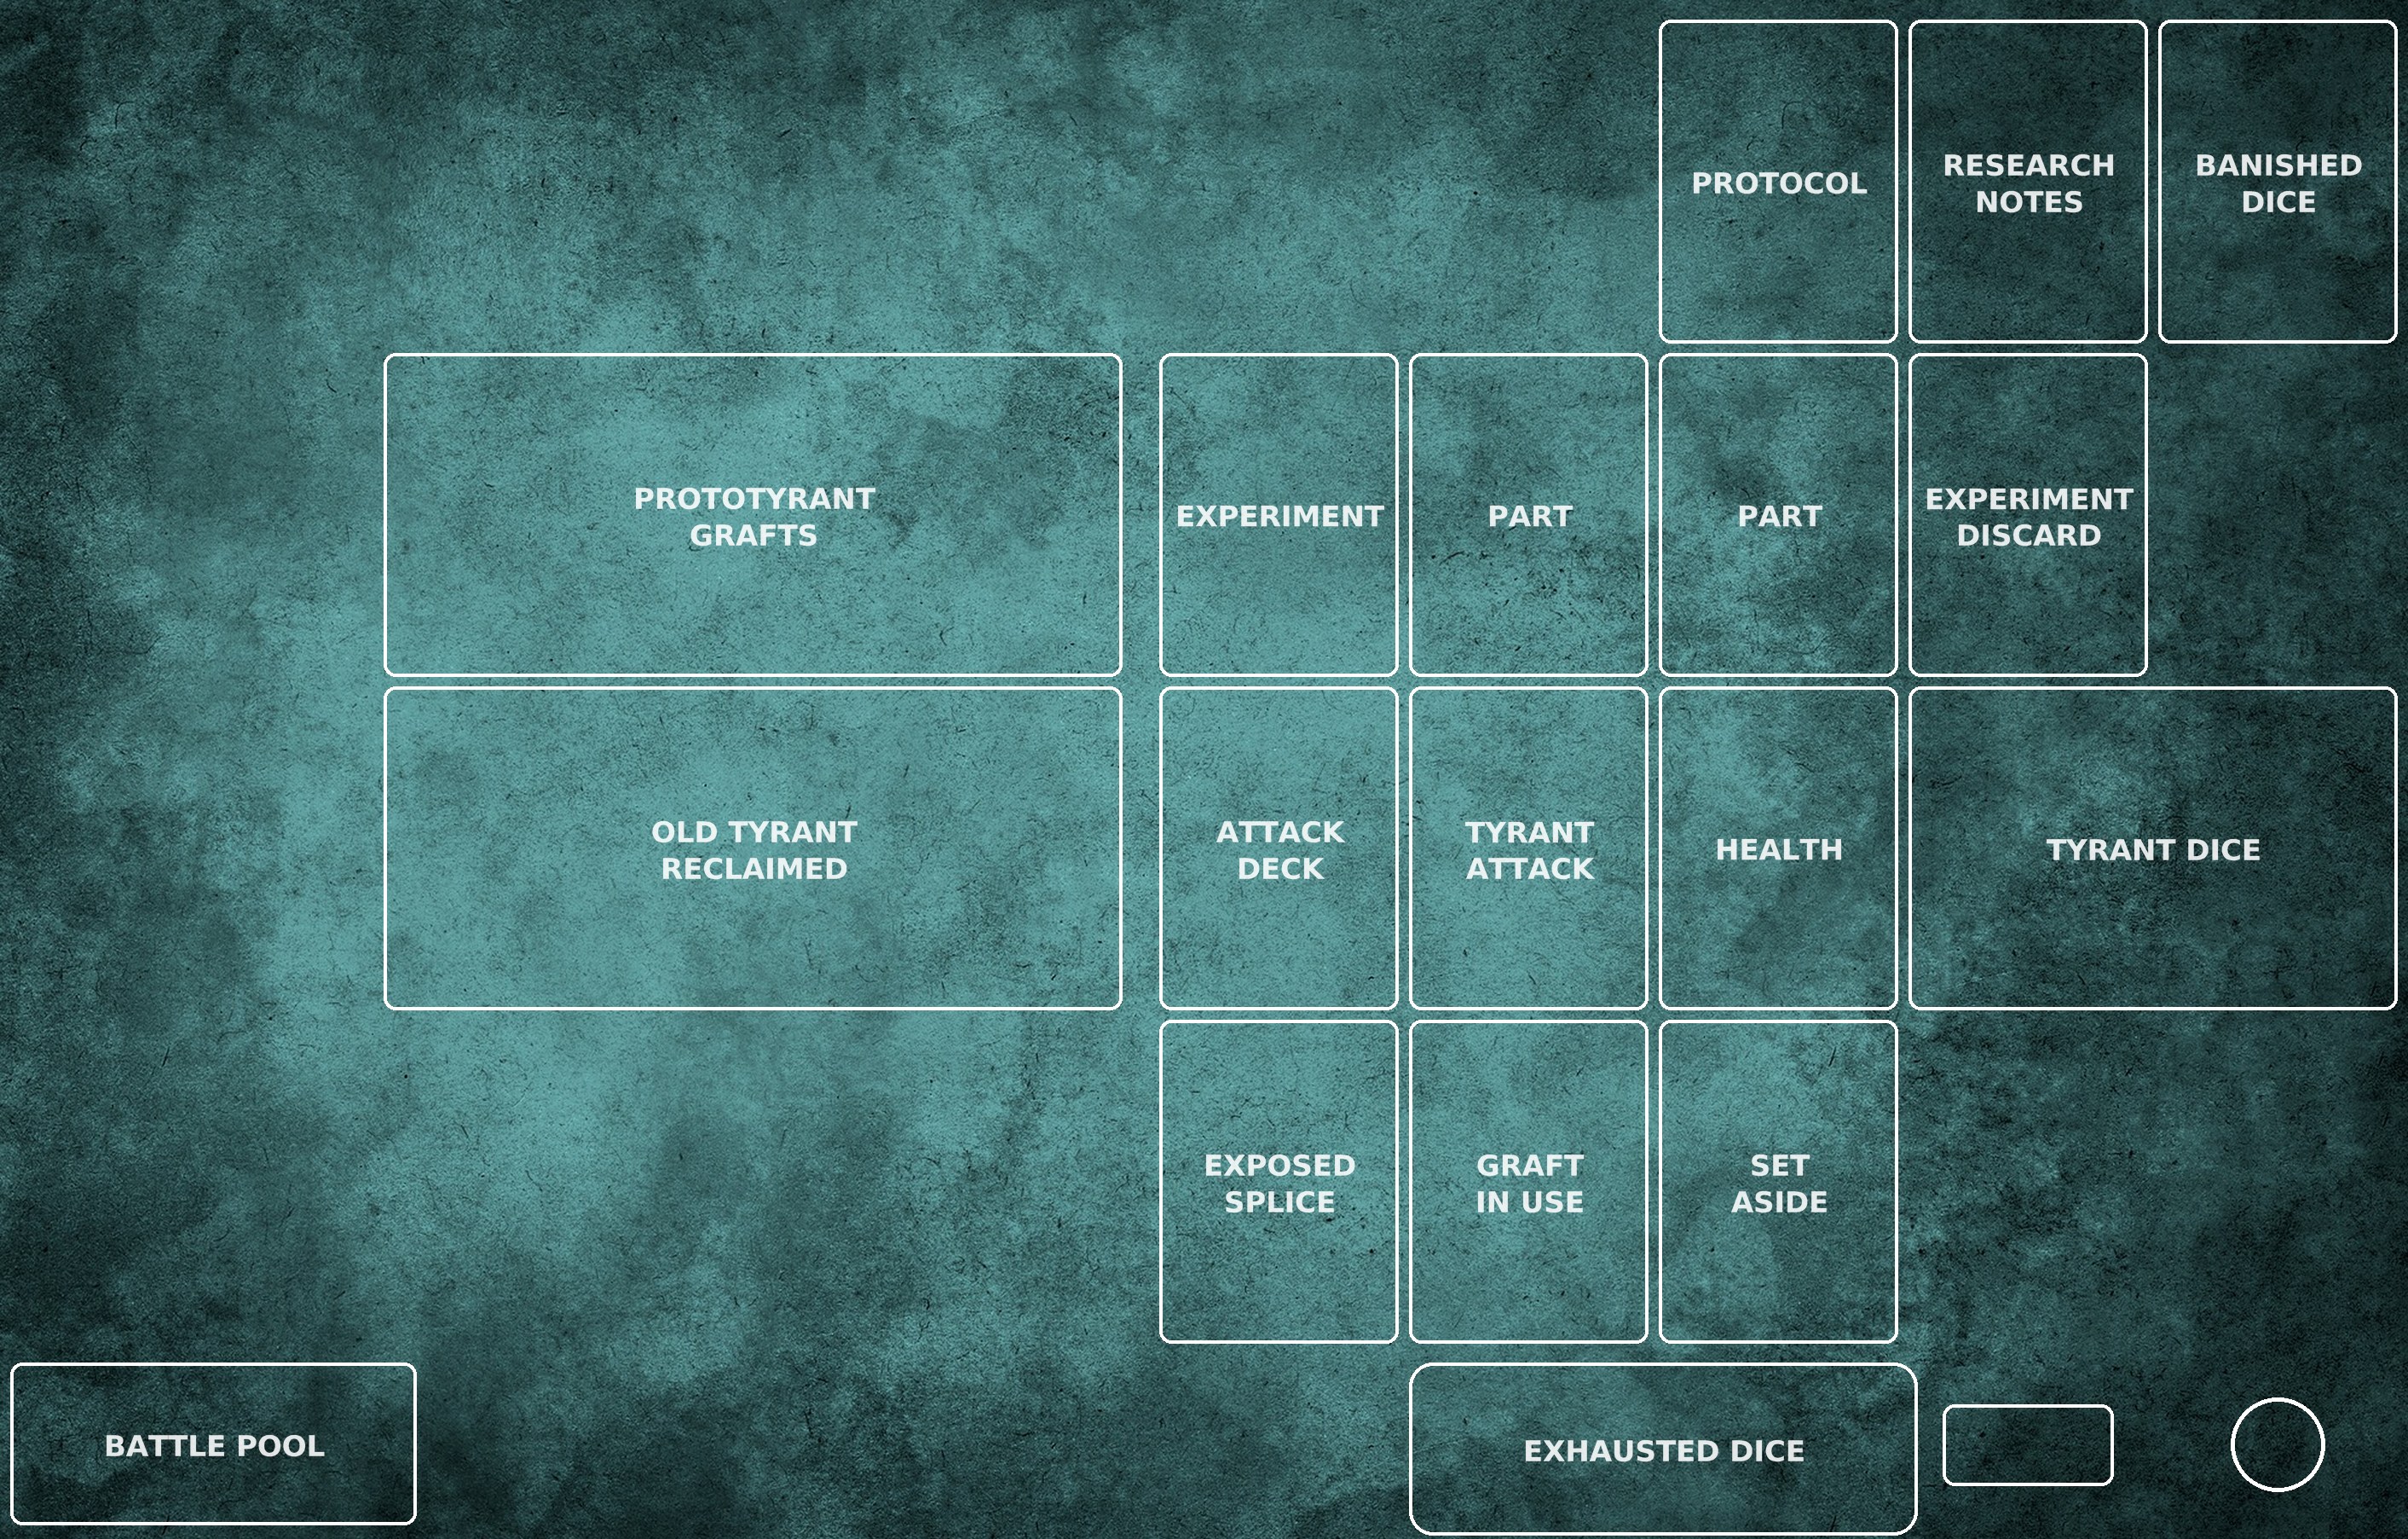 PROTOCOL
RESEARCH
NOTES
BANISHED
DICE
PROTOTYRANT
GRAFTS
EXPERIMENT
PART
PART
EXPERIMENT
DISCARD
OLD TYRANT
RECLAIMED
ATTACK
DECK
TYRANT
ATTACK
HEALTH
TYRANT DICE
EXPOSED
SPLICE
GRAFT
IN USE
SET
ASIDE
BATTLE POOL
EXHAUSTED DICE